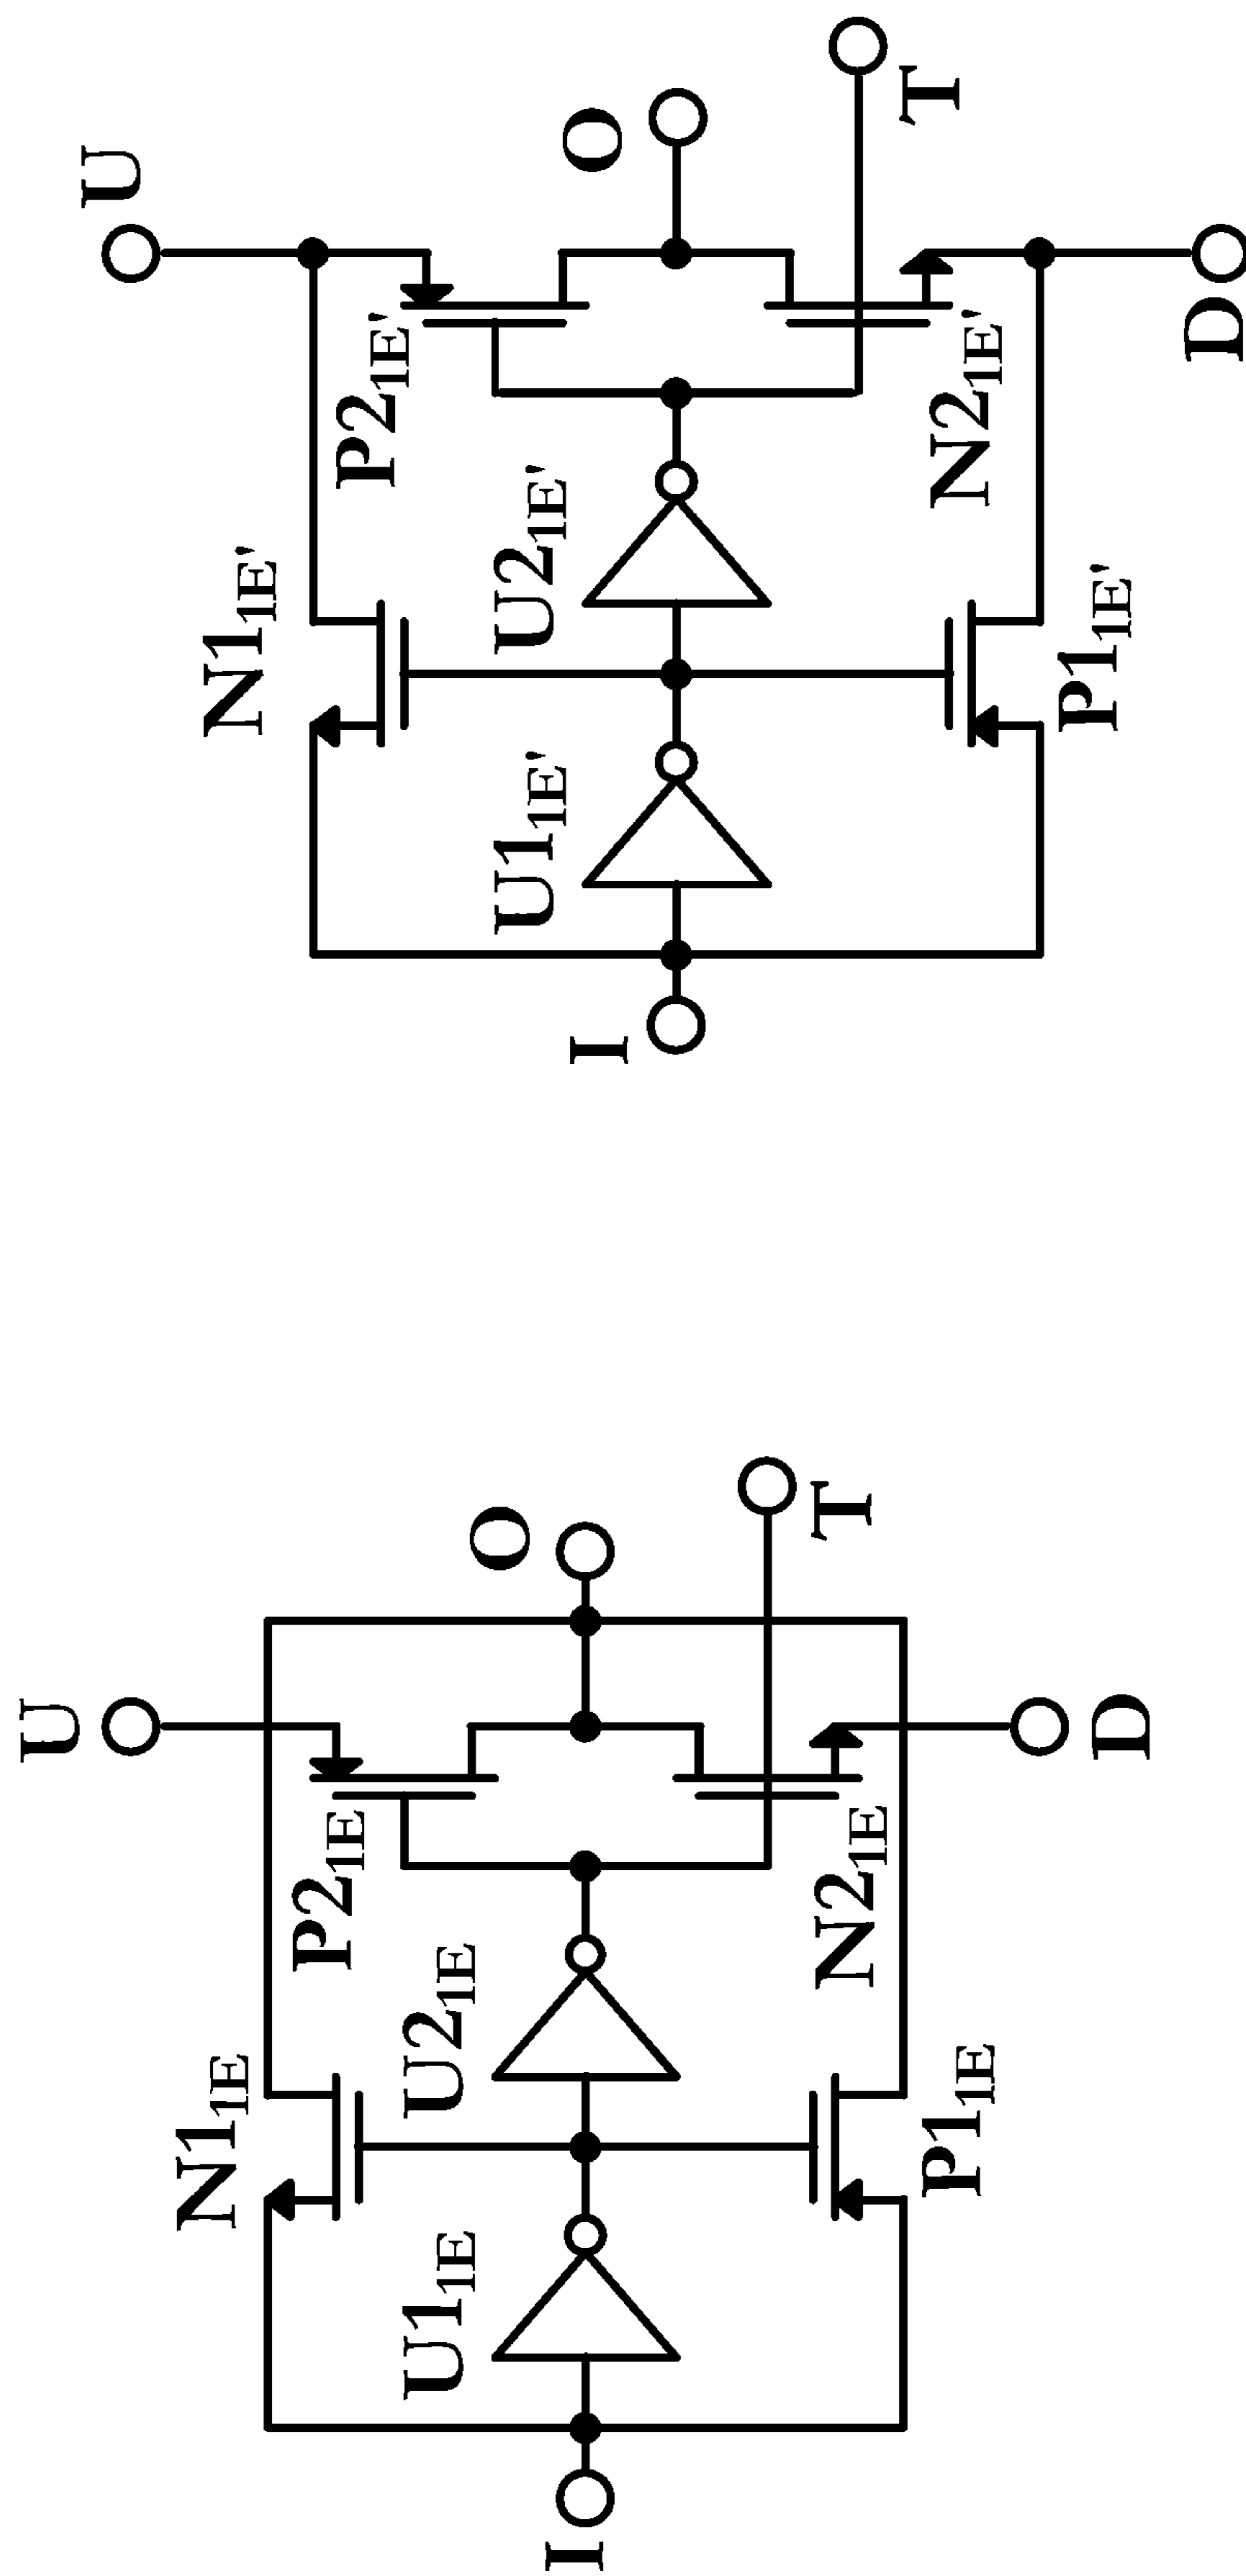 U
O
T
P2₁E'
N1₁E'
U2₁E'
N2₁E'
D
U1₁E'
P1₁E'
I
U
O
T
P2₁E
N1₁E
U2₁E
N2₁E
D
U1₁E
P1₁E
I